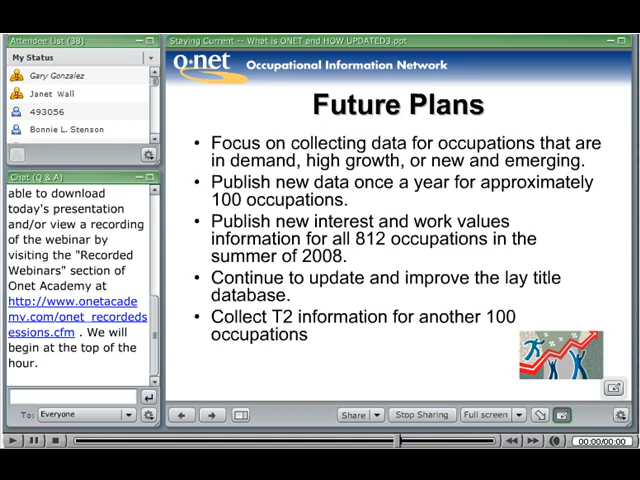 Attendee List (38)
My Status
Gary Gonzalez
Janet Wall
493056
Bonnie L. Stenson
Chat (Q & A)
able to download
today's presentation
and/or view a recording
of the webinar by
visiting the "Recorded
Webinars" section of
Onet Academy at
http://www.onetacade
my.com/onet_recordeds
essions.cfm . We will
begin at the top of the
hour.
To: Everyone
Staying Current -- What is ONET and HOW UPDATED3.ppt
o·net Occupational Information Network
Future Plans
• Focus on collecting data for occupations that are
in demand, high growth, or new and emerging.
• Publish new data once a year for approximately
100 occupations.
• Publish new interest and work values
information for all 812 occupations in the
summer of 2008.
• Continue to update and improve the lay title
database.
• Collect T2 information for another 100
occupations
Share
Stop Sharing
Full screen
00:00/00:00